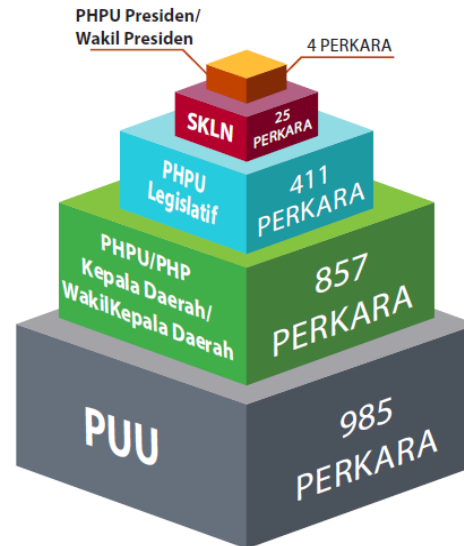 PHPU Presiden/
Wakil Presiden
4 PERKARA
SKLN
25
PERKARA
PHPU
Legislatif
411
PERKARA
PHPU/PHP
Kepala Daerah/
WakilKepala Daerah
857
PERKARA
PUU
985
PERKARA